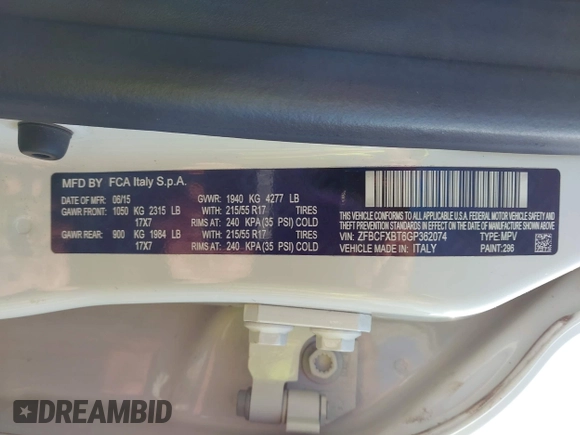 MFD BY FCA Italy S.p.A.
DATE OF MFR: 06/15 GVWR: 1940 KG 4277 LB
GAWR FRONT: 1050 KG 2315 LB WITH: 215/55 R17 TIRES
17X7 RIMS AT: 240 KPA (35 PSI) COLD
GAWR REAR: 900 KG 1984 LB WITH: 215/55 R17 TIRES
17X7 RIMS AT: 240 KPA (35 PSI) COLD
THIS VEHICLE CONFORMS TO ALL APPLICABLE U.S.A. FEDERAL MOTOR VEHICLE
SAFETY STANDARDS IN EFFECT ON THE DATE OF MANUFACTURE SHOWN ABOVE.
VIN: ZFBCFXBT6GP362074 TYPE: MPV
VEHICLE MADE IN: ITALY PAINT: 296
DREAMBID